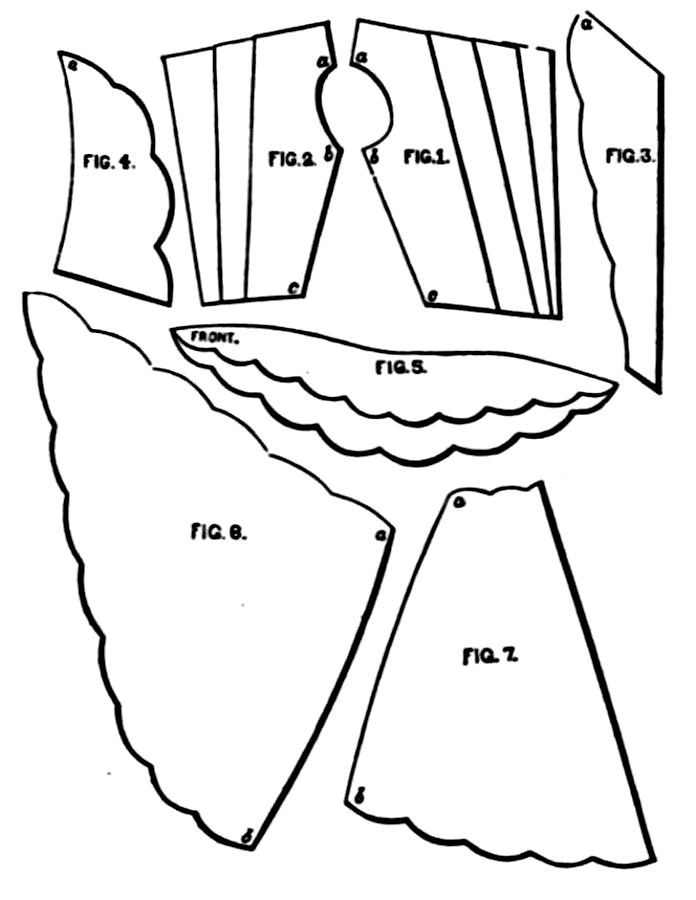 a
a
a
a
FIG. 4.
FIG. 2.
b
b
FIG. 1.
FIG. 3.
c
c
FRONT.
FIG. 5.
a
FIG. 6.
a
FIG. 7.
b
b